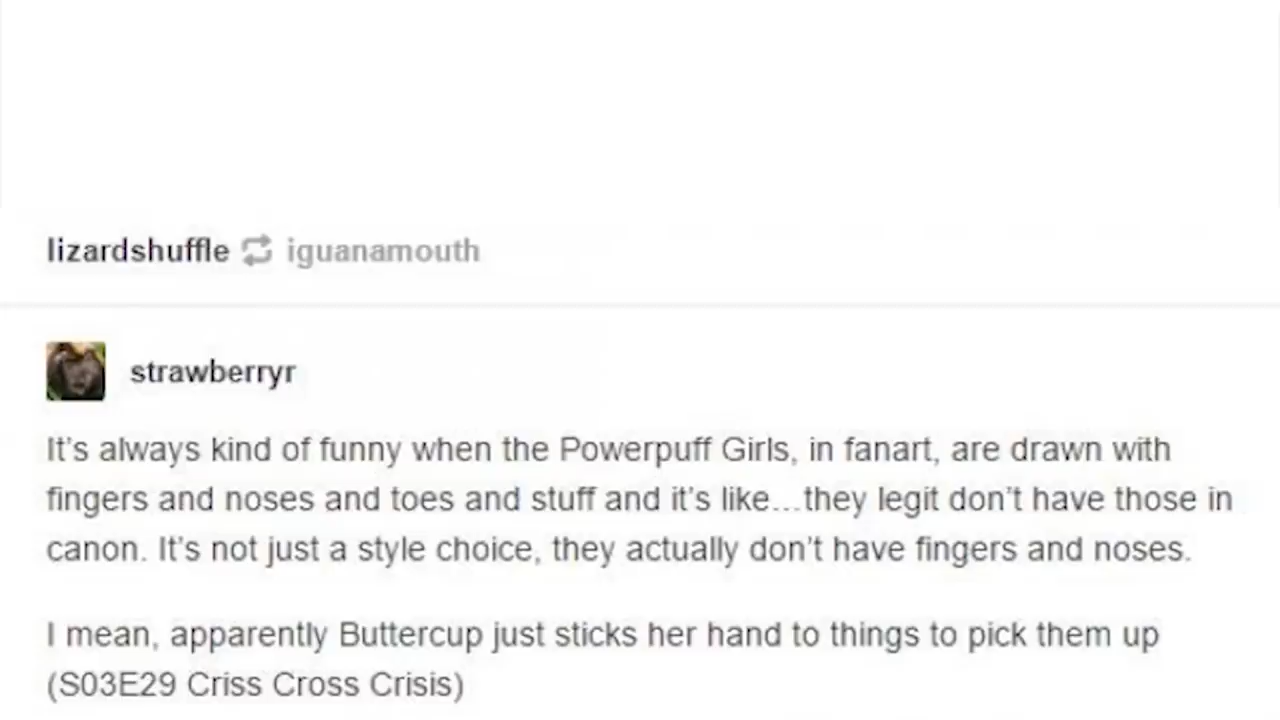 lizardshuffle iguanamouth
strawberryr
It's always kind of funny when the Powerpuff Girls, in fanart, are drawn with
fingers and noses and toes and stuff and it's like...they legit don't have those in
canon. It's not just a style choice, they actually don't have fingers and noses.
I mean, apparently Buttercup just sticks her hand to things to pick them up
(S03E29 Criss Cross Crisis)